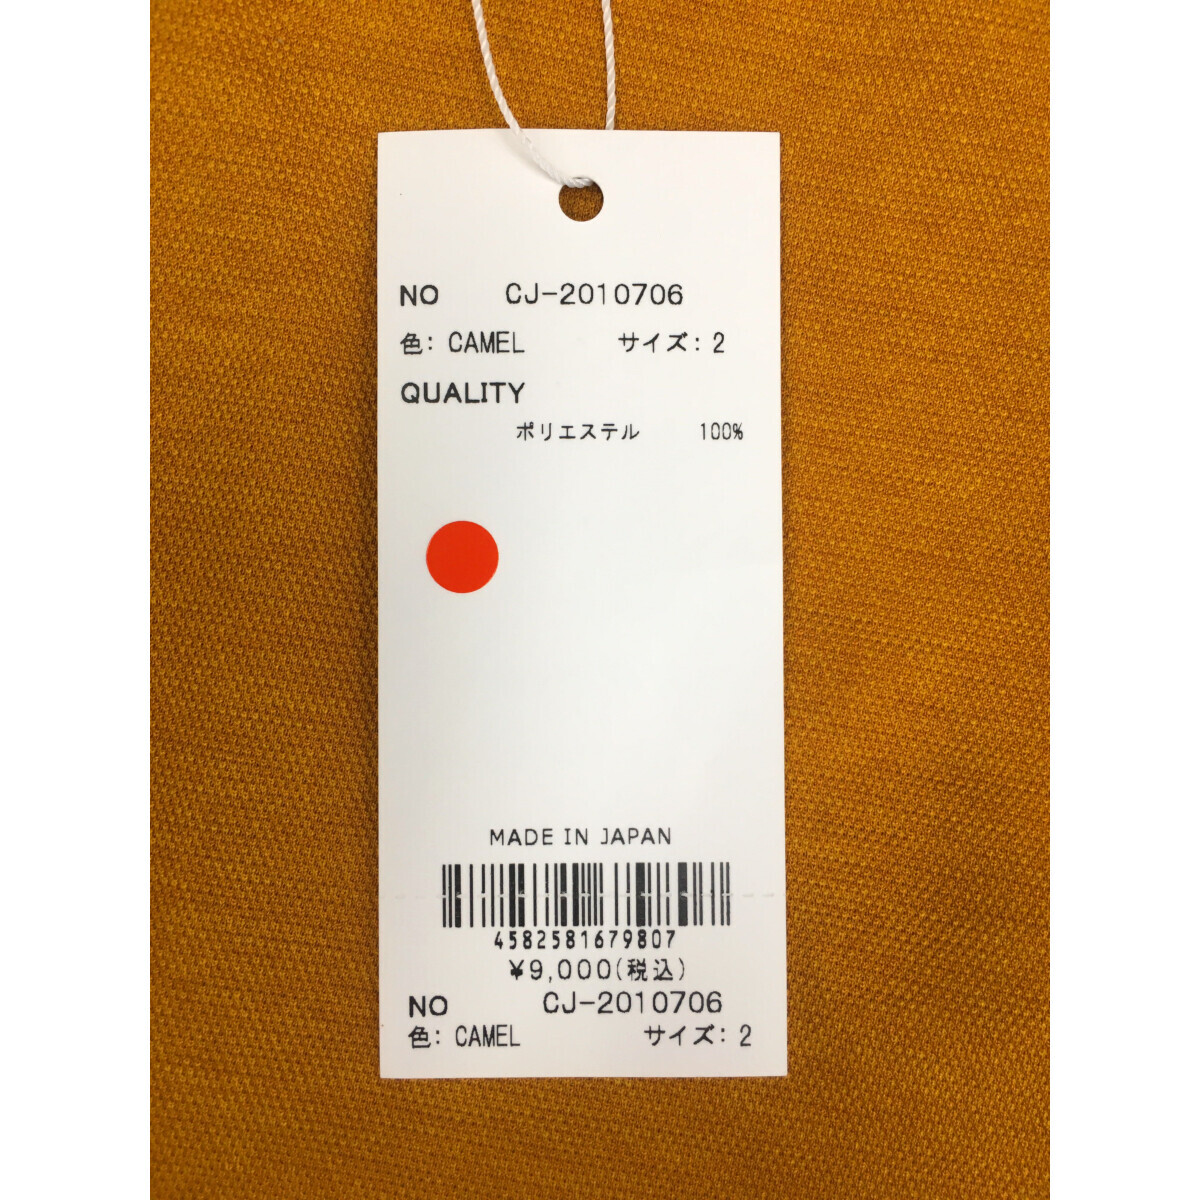 NO CJ-2010706
色: CAMEL サイズ: 2
QUALITY
ポリエステル 100%
MADE IN JAPAN
4582581679807
¥9,000(税込)
NO CJ-2010706
色: CAMEL サイズ: 2